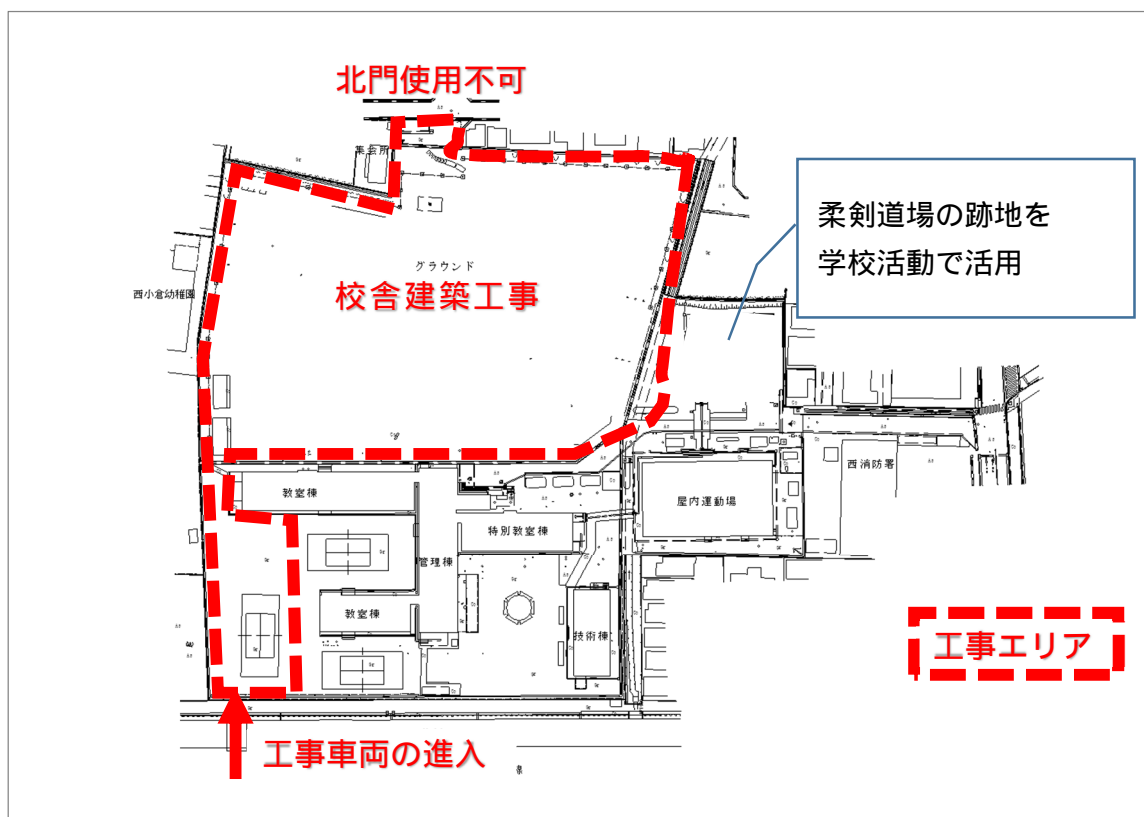 北門使用不可
集会所
柔剣道場の跡地を
学校活動で活用
グラウンド
西小倉幼稚園
校舎建築工事
西消防署
教室棟
屋内運動場
特別教室棟
管理棟
教室棟
技術棟
工事エリア
工事車両の進入